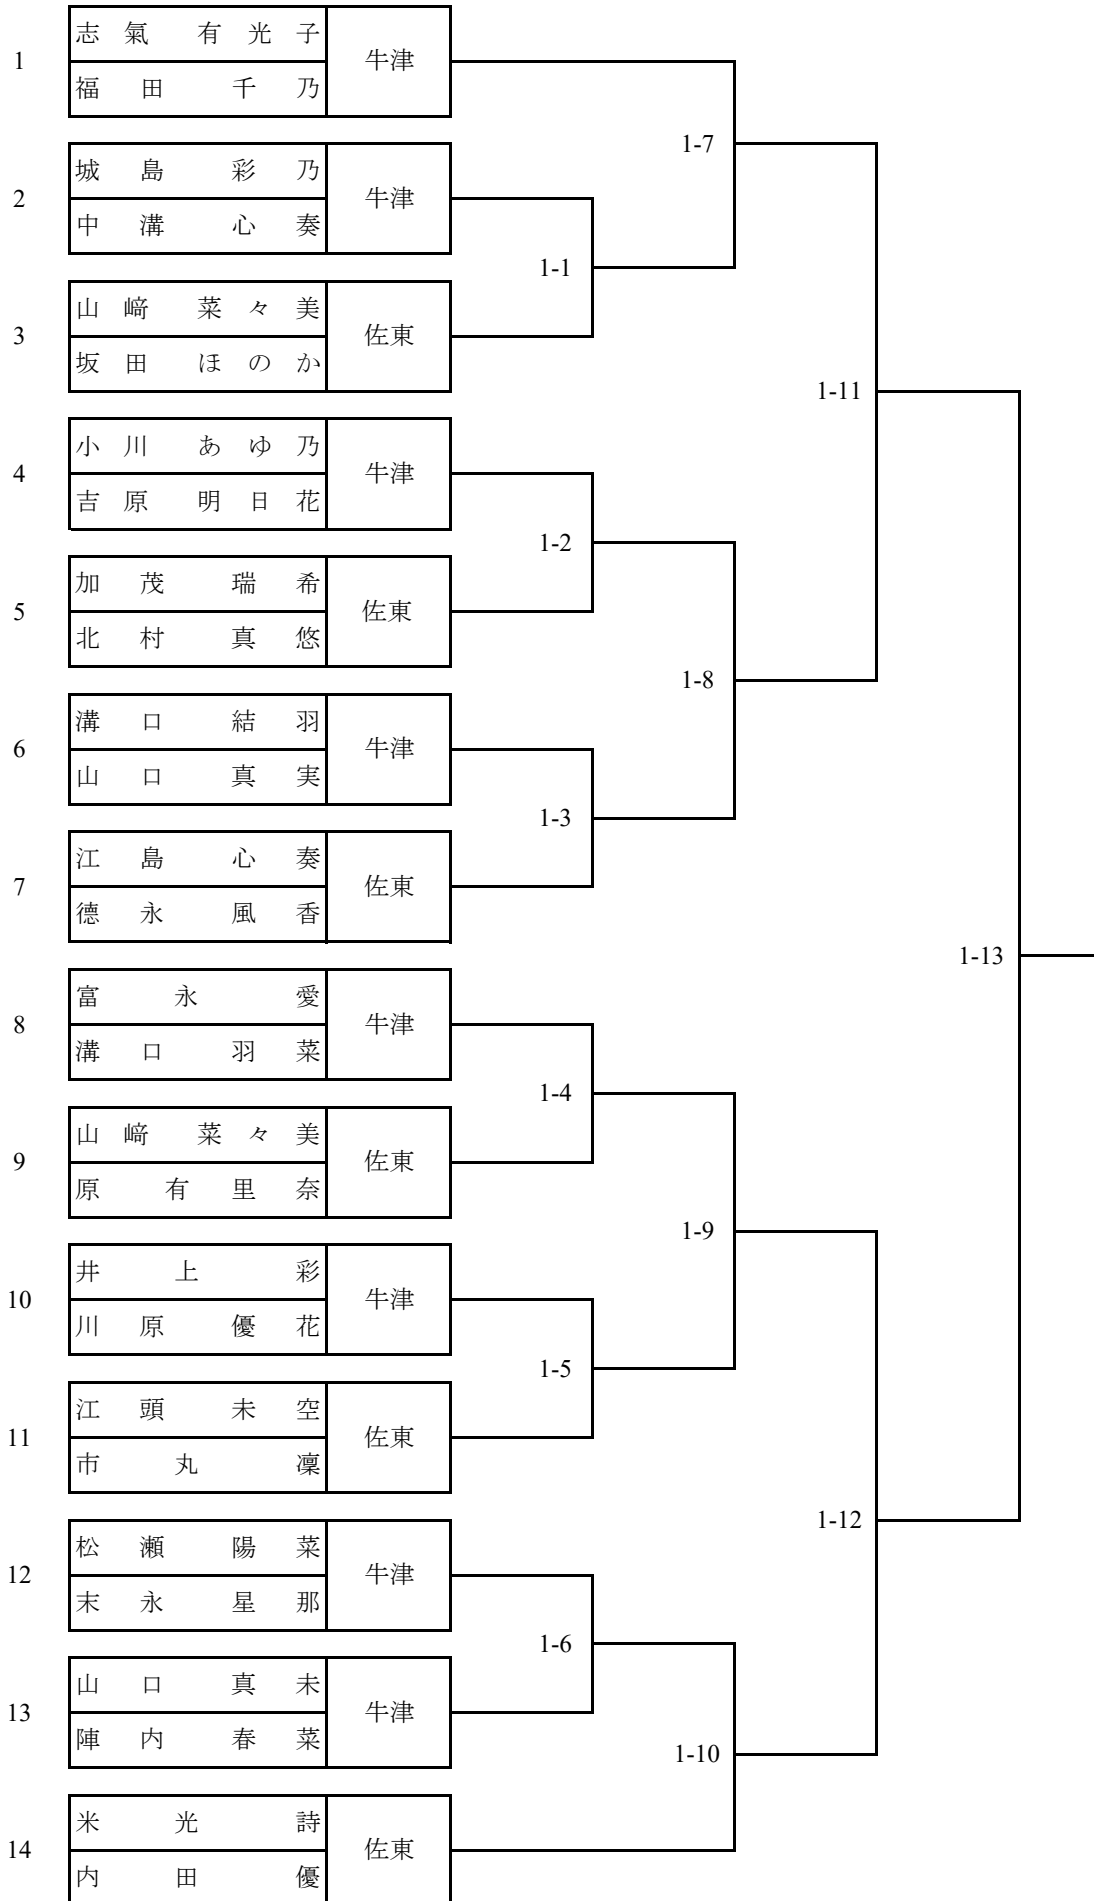 志氣 有光子
1 牛津
福田 千乃
1-7
城島 彩乃
2 牛津
中溝 心奏
1-1
山﨑 菜々美
3 佐東
坂田 ほのか
1-11
小川 あゆ乃
4 牛津
吉原 明日花
1-2
加茂 瑞希
5 佐東
北村 真悠
1-8
溝口 結羽
6 牛津
山口 真実
1-3
江島 心奏
7 佐東
德永 風香
1-13
富永 愛
8 牛津
溝口 羽菜
1-4
山﨑 菜々美
9 佐東
原 有里奈
1-9
井上 彩
10 牛津
川原 優花
1-5
江頭 未空
11 佐東
市丸 凜
1-12
松瀬 陽菜
12 牛津
末永 星那
1-6
山口 真未
13 牛津
陣内 春菜
1-10
米光 詩
14 佐東
内田 優